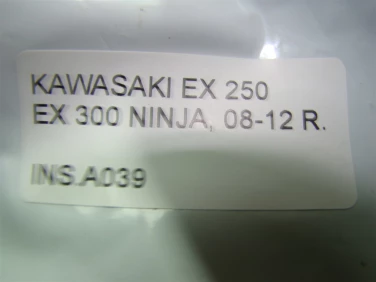 KAWASAKI EX 250
EX 300 NINJA, 08-12 R.
INS.A039